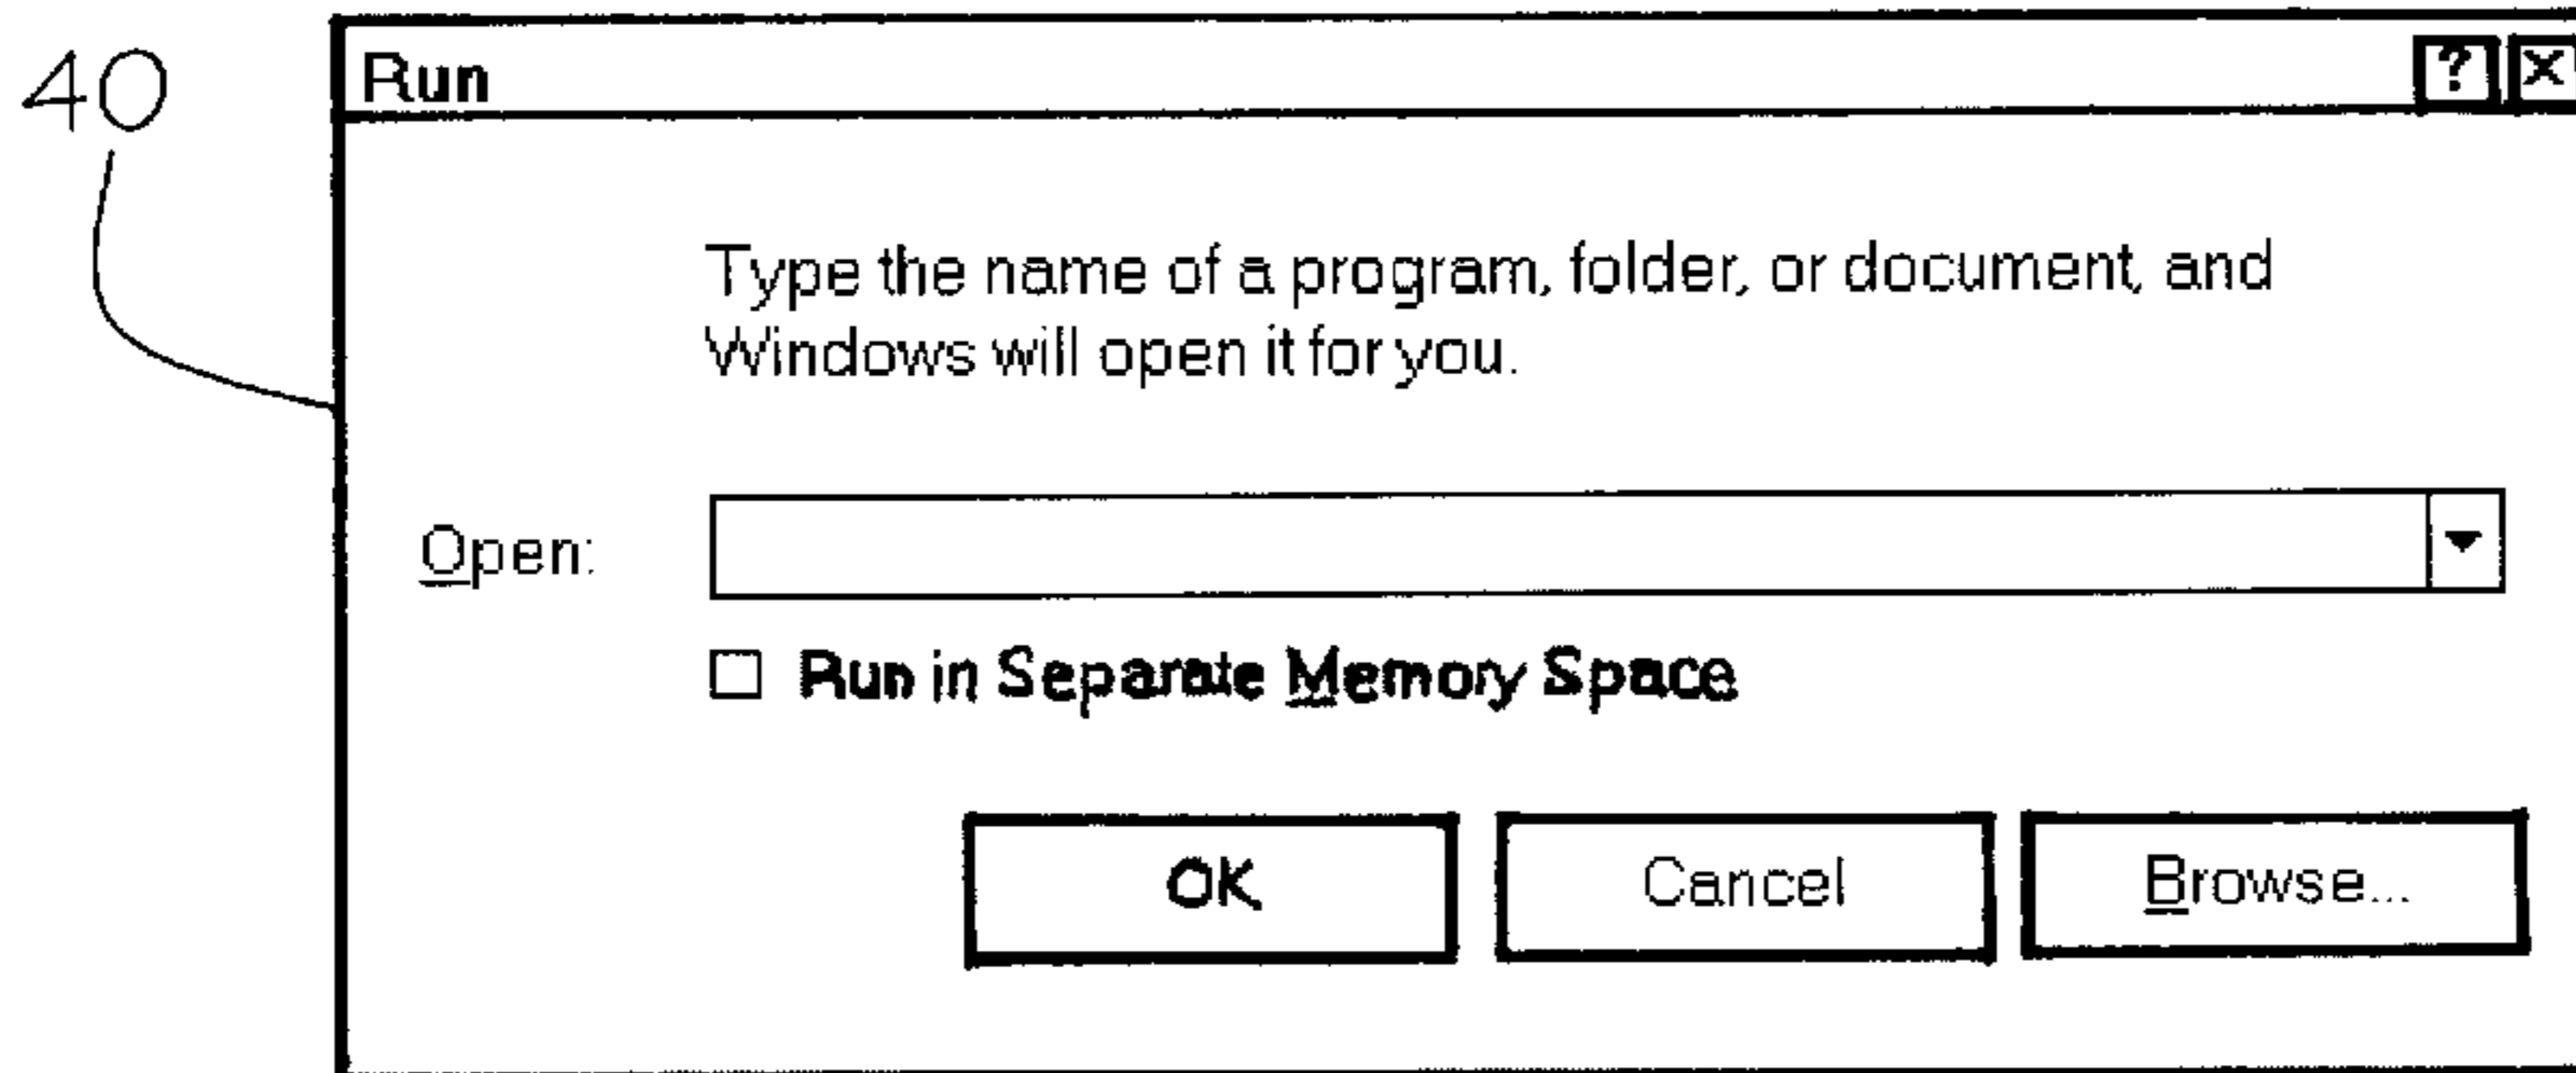 40
Run ? ×
Type the name of a program, folder, or document, and
Windows will open it for you.
Open:
Run in Separate Memory Space
OK Cancel Browse...